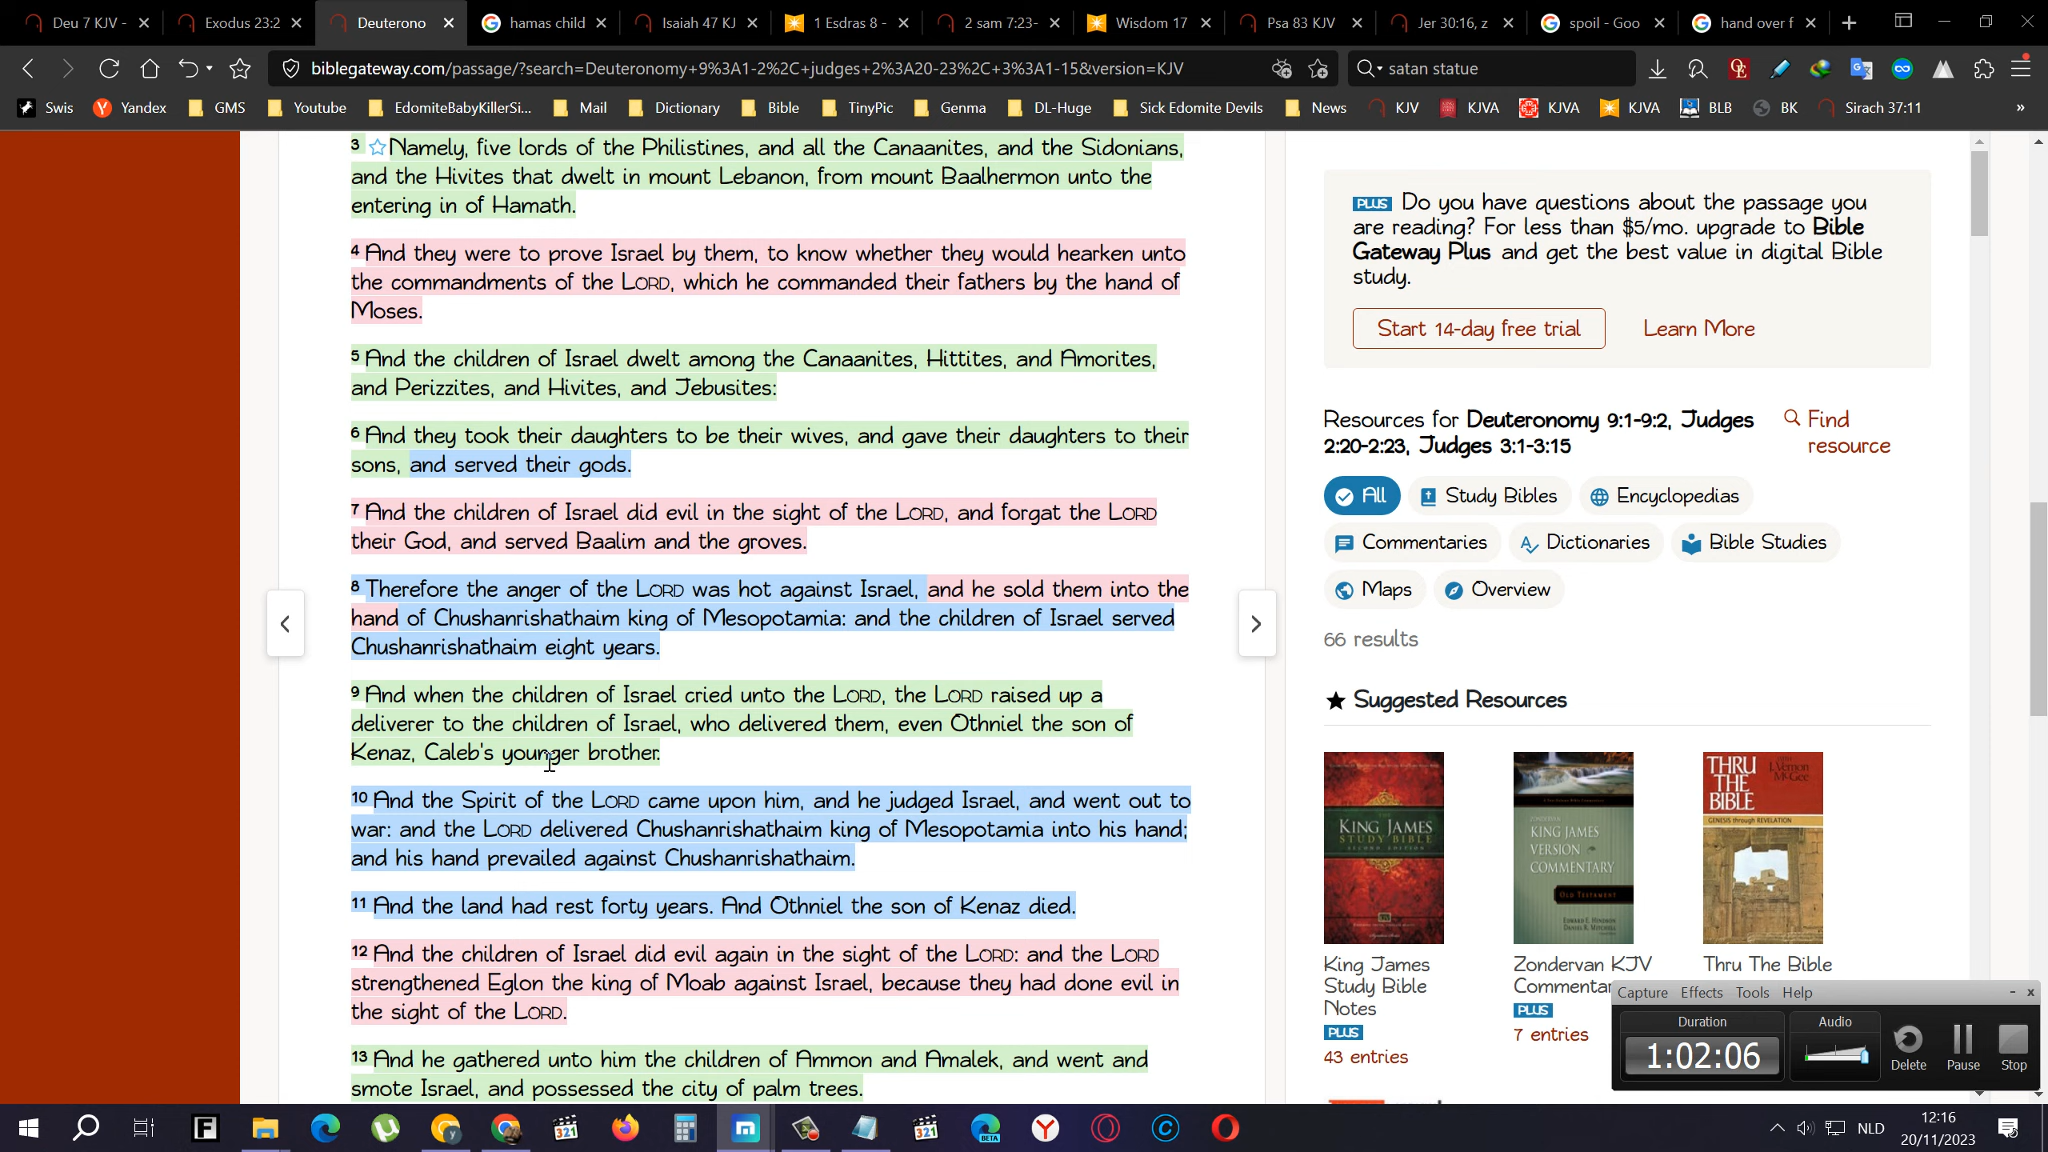 Deu 7 KJV -
Exodus 23:2
Deuterono
hamas child
Isaiah 47 KJ
1 Esdras 8 -
2 sam 7:23-
Wisdom 17
Psa 83 KJV
Jer 30:16, z
spoil - Goo
hand over f
biblegateway.com/passage/?search=Deuteronomy+9%3A1-2%2C+judges+2%3A20-23%2C+3%3A1-15&version=KJV
satan statue
Swis
Yandex
GMS
Youtube
EdomiteBabyKillerSi...
Mail
Dictionary
Bible
TinyPic
Genma
DL-Huge
Sick Edomite Devils
News
KJV
KJVA
KJVA
KJVA
BLB
BK
Sirach 37:11
3 Namely, five lords of the Philistines, and all the Canaanites, and the Sidonians,
and the Hivites that dwelt in mount Lebanon, from mount Baalhermon unto the
entering in of Hamath.
4 And they were to prove Israel by them, to know whether they would hearken unto
the commandments of the LORD, which he commanded their fathers by the hand of
Moses.
5 And the children of Israel dwelt among the Canaanites, Hittites, and Amorites,
and Perizzites, and Hivites, and Jebusites:
6 And they took their daughters to be their wives, and gave their daughters to their
sons, and served their gods.
7 And the children of Israel did evil in the sight of the LORD, and forgat the LORD
their God, and served Baalim and the groves.
8 Therefore the anger of the LORD was hot against Israel, and he sold them into the
hand of Chushanrishathaim king of Mesopotamia: and the children of Israel served
Chushanrishathaim eight years.
9 And when the children of Israel cried unto the LORD, the LORD raised up a
deliverer to the children of Israel, who delivered them, even Othniel the son of
Kenaz, Caleb's younger brother.
10 And the Spirit of the LORD came upon him, and he judged Israel, and went out to
war: and the LORD delivered Chushanrishathaim king of Mesopotamia into his hand;
and his hand prevailed against Chushanrishathaim.
11 And the land had rest forty years. And Othniel the son of Kenaz died.
12 And the children of Israel did evil again in the sight of the LORD: and the LORD
strengthened Eglon the king of Moab against Israel, because they had done evil in
the sight of the LORD.
13 And he gathered unto him the children of Ammon and Amalek, and went and
smote Israel, and possessed the city of palm trees.
PLUS Do you have questions about the passage you
are reading? For less than $5/mo. upgrade to Bible
Gateway Plus and get the best value in digital Bible
study.
Start 14-day free trial
Learn More
Resources for Deuteronomy 9:1-9:2, Judges
2:20-2:23, Judges 3:1-3:15
Find
resource
All
Study Bibles
Encyclopedias
Commentaries
Dictionaries
Bible Studies
Maps
Overview
66 results
Suggested Resources
KING JAMES
STUDY BIBLE
SECOND EDITION
KING JAMES
VERSION
COMMENTARY
OLD TESTAMENT
THRU
THE
BIBLE
J. Vernon
McGee
GENESIS through REVELATION
King James
Study Bible
Notes
PLUS
43 entries
Zondervan KJV
Commentar
PLUS
7 entries
Thru The Bible
Capture Effects Tools Help
Duration
1:02:06
Audio
Delete
Pause
Stop
321
321
BETA
NLD
12:16
20/11/2023